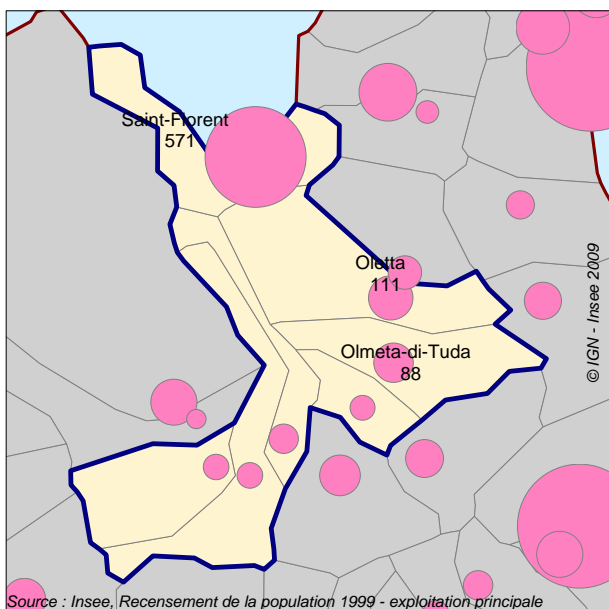 Saint-Florent
571
Oletta
111
Olmeta-di-Tuda
88
© IGN - Insee 2009
Source : Insee, Recensement de la population 1999 - exploitation principale